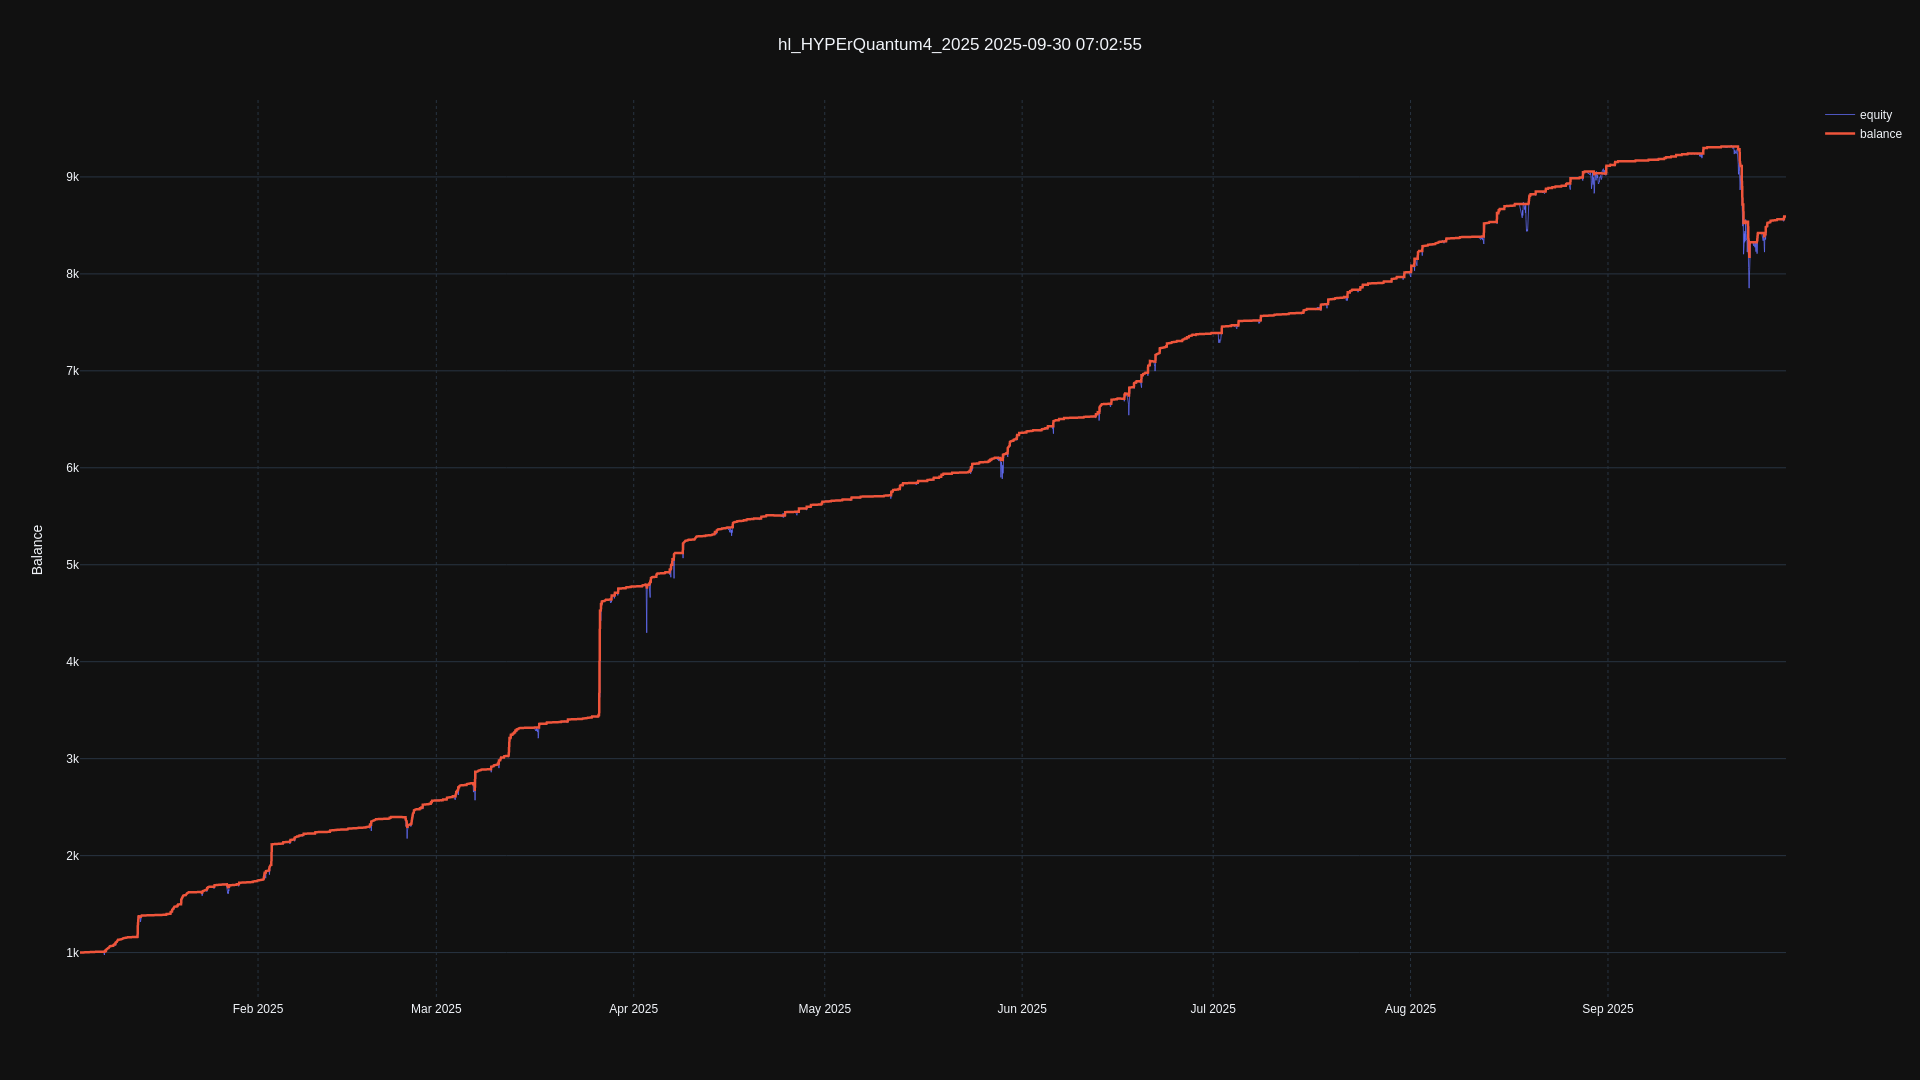 hl_HYPErQuantum4_2025 2025-09-30 07:02:55
equity
balance
9k
8k
7k
6k
5k
4k
3k
2k
1k
Balance
Feb 2025
Mar 2025
Apr 2025
May 2025
Jun 2025
Jul 2025
Aug 2025
Sep 2025